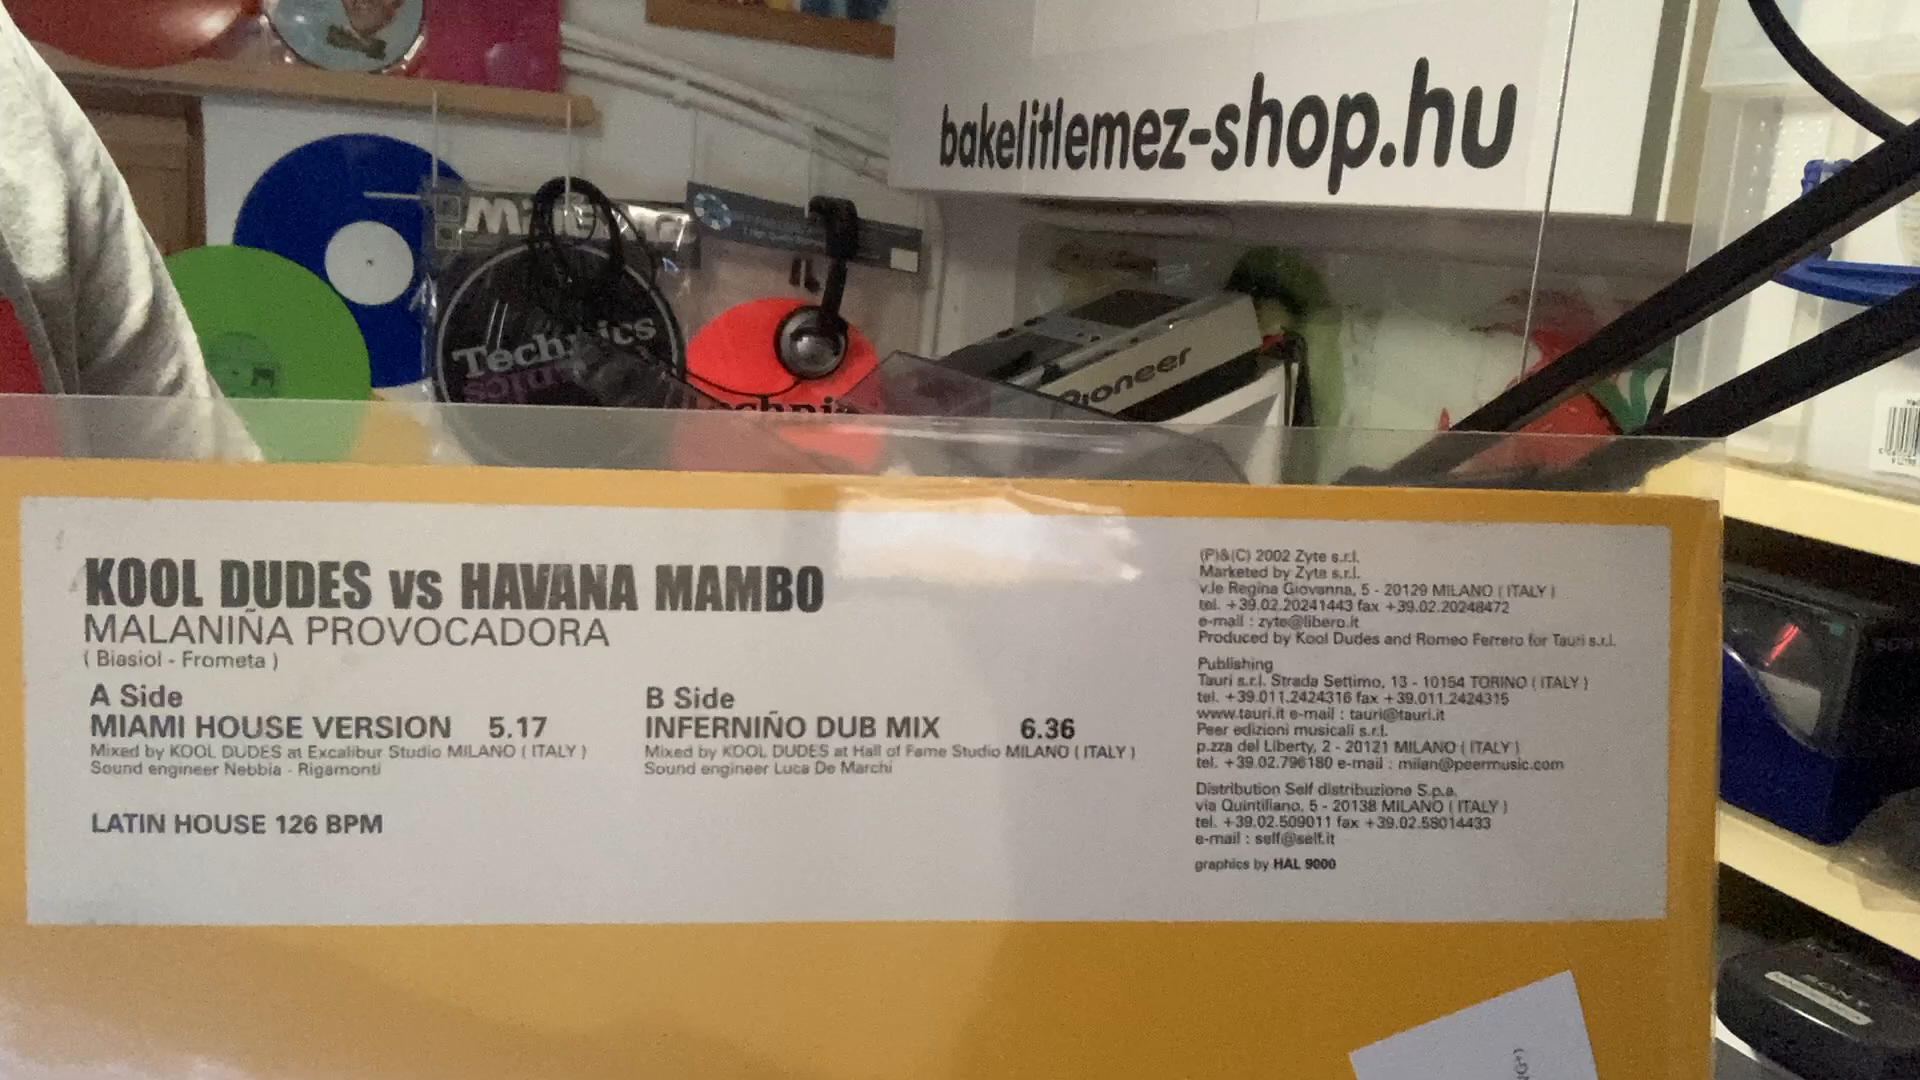 bakelitlemez-shop.hu
Technics
Pioneer
KOOL DUDES vs HAVANA MAMBO
MALANIÑA PROVOCADORA
( Biasiol - Frometa )
A Side
MIAMI HOUSE VERSION 5.17
Mixed by KOOL DUDES at Excalibur Studio MILANO ( ITALY )
Sound engineer Nebbia - Rigamonti
LATIN HOUSE 126 BPM
B Side
INFERNIÑO DUB MIX 6.36
Mixed by KOOL DUDES at Hall of Fame Studio MILANO ( ITALY )
Sound engineer Luca De Marchi
(P)&(C) 2002 Zyte s.r.l.
Marketed by Zyte s.r.l.
v.le Regina Giovanna, 5 - 20129 MILANO ( ITALY )
tel. +39.02.20241443 fax +39.02.20248472
e-mail : zyte@libero.it
Produced by Kool Dudes and Romeo Ferrero for Tauri s.r.l.
Publishing
Tauri s.r.l. Strada Settimo, 13 - 10154 TORINO ( ITALY )
tel. +39.011.2424316 fax +39.011.2424315
www.tauri.it e-mail : tauri@tauri.it
Peer edizioni musicali s.r.l.
p.zza del Liberty, 2 - 20121 MILANO ( ITALY )
tel. +39.02.796180 e-mail : milan@peermusic.com
Distribution Self distribuzione S.p.a.
via Quintiliano, 5 - 20138 MILANO ( ITALY )
tel. +39.02.509011 fax +39.02.58014433
e-mail : self@self.it
graphics by HAL 9000
SONY